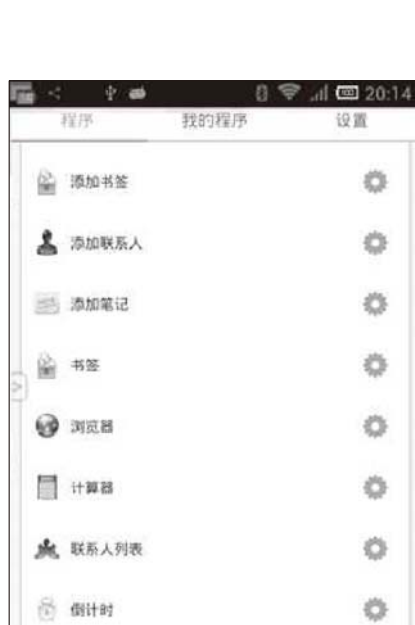 20:14
程序 我的程序 设置
添加书签
添加联系人
添加笔记
书签
浏览器
计算器
联系人列表
倒计时